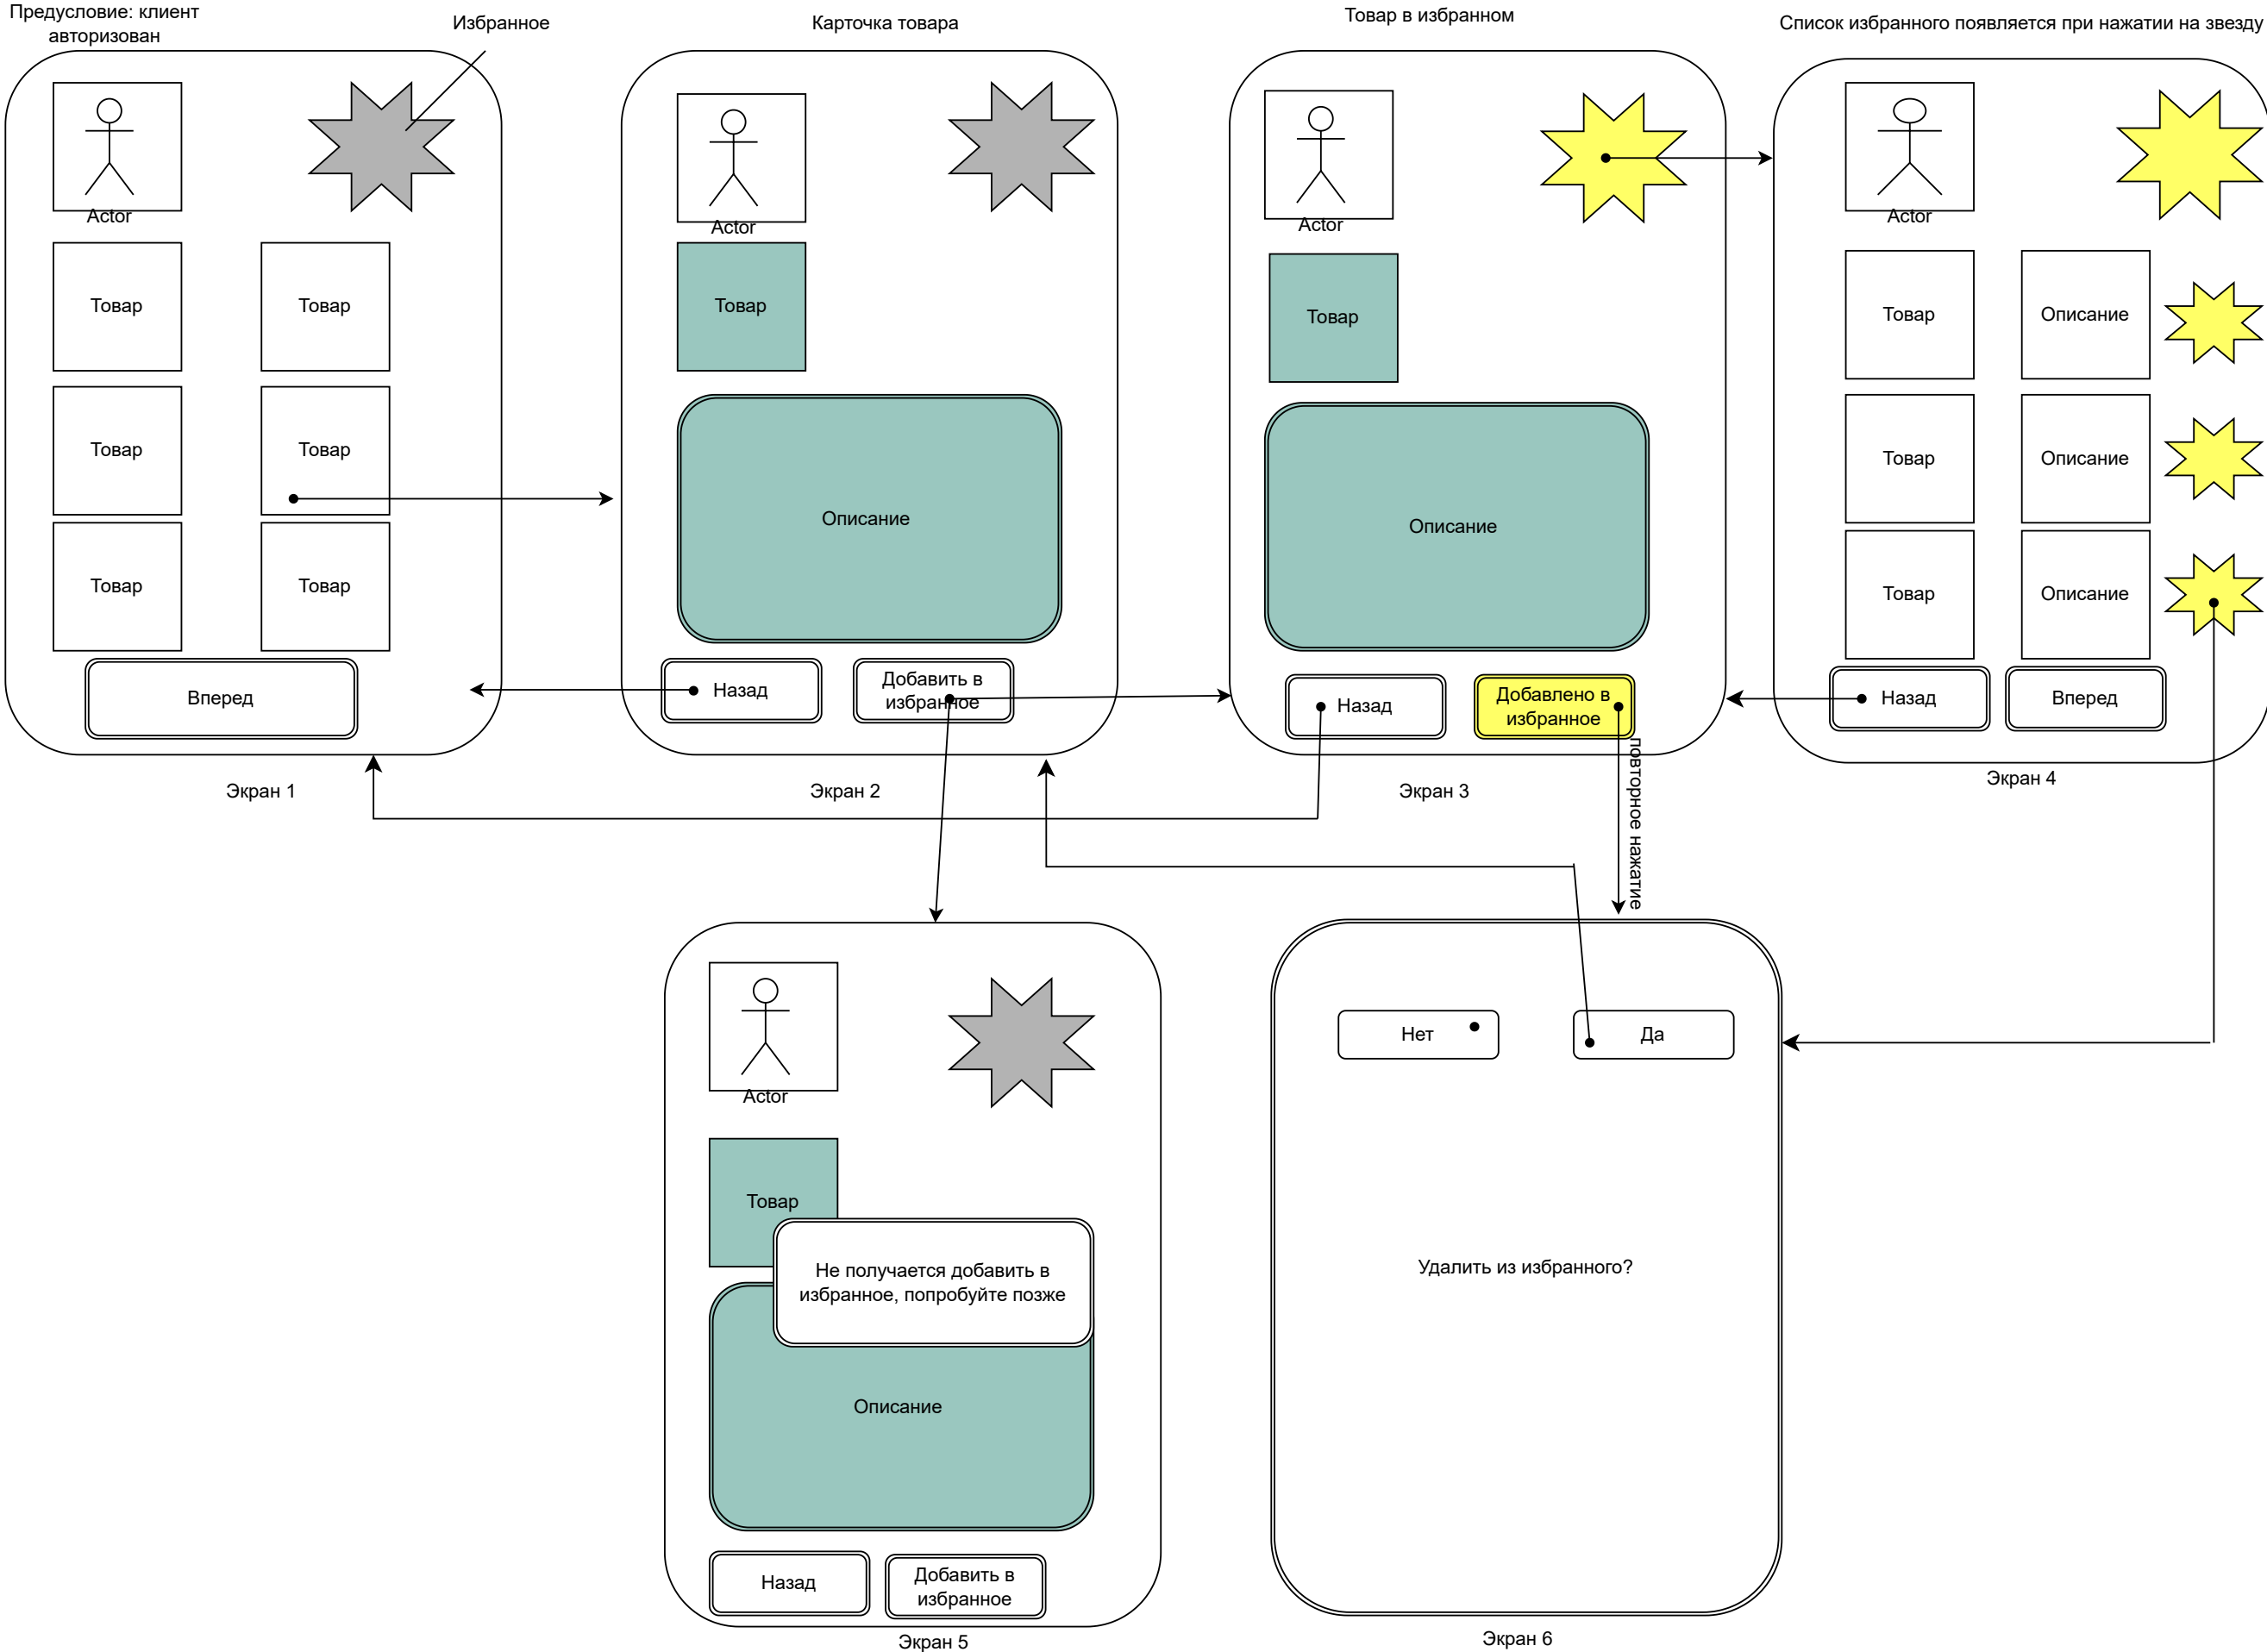 Предусловие: клиент
авторизован
Избранное
Карточка товара
Товар в избранном
Список избранного появляется при нажатии на звезду
Actor
Товар
Товар
Товар
Товар
Товар
Товар
Вперед
Экран 1
Actor
Товар
Описание
Назад
Добавить в
избранное
Экран 2
Actor
Товар
Описание
Назад
Добавлено в
избранное
повторное нажатие
Экран 3
Actor
Товар
Описание
Товар
Описание
Товар
Описание
Назад
Вперед
Экран 4
Actor
Товар
Не получается добавить в
избранное, попробуйте позже
Описание
Назад
Добавить в
избранное
Экран 5
Нет
Да
Удалить из избранного?
Экран 6